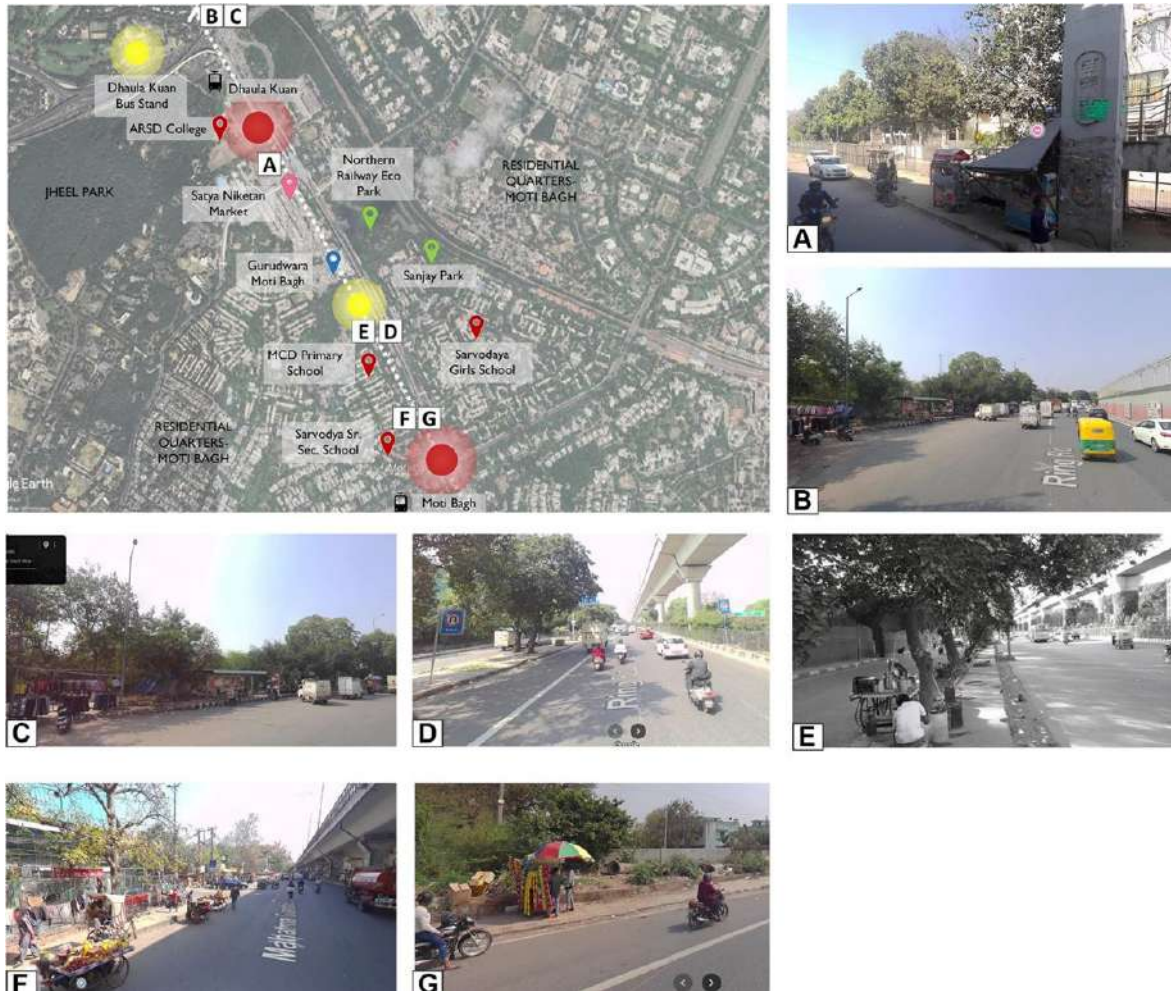 B C
Dhaula Kuan
Bus Stand
Dhaula Kuan
ARSD College
A
JHEEL PARK
Satya Niketan
Market
Northern
Railway Eco
Park
RESIDENTIAL
QUARTERS-
MOTI BAGH
Gurudwara
Moti Bagh
Sanjay Park
E D
MCD Primary
School
Sarvodaya
Girls School
F G
RESIDENTIAL
QUARTERS-
MOTI BAGH
Sarvodya Sr.
Sec. School
Earth
Moti Bagh
A
Ring Rd
B
C
Ring
D
E
F
G